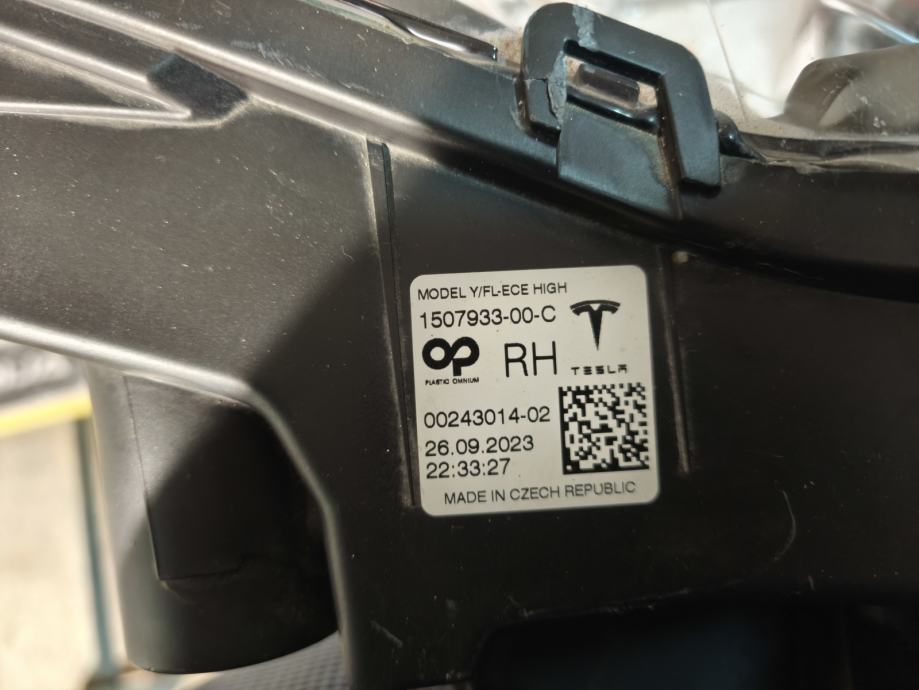 MODEL Y/FL-ECE HIGH
1507933-00-C
OP
PLASTIC OMNIUM
RH
TESLA
00243014-02
26.09.2023
22:33:27
MADE IN CZECH REPUBLIC